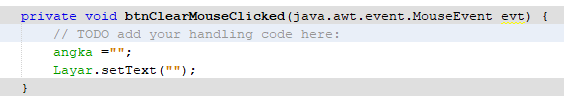 private void btnClearMouseClicked(java.awt.event.MouseEvent evt) {
// TODO add your handling code here:
angka ="";
Layar.setText("");
}